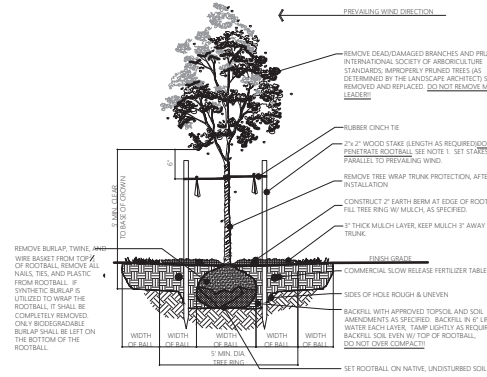 PREVAILING WIND DIRECTION
REMOVE DEAD/DAMAGED BRANCHES AND
INTERNATIONAL SOCIETY OF ARBORICULTURE
STANDARDS; IMPROPERLY PRUNED TREES (AS
DETERMINED BY THE LANDSCAPE ARCHITECT)
REMOVED AND REPLACED. DO NOT REMOVE
LEADER!!
RUBBER CINCH TIE
2"x 2" WOOD STAKE (LENGTH AS REQUIRED)
PENETRATE ROOTBALL SEE NOTE 1. SET
PARALLEL TO PREVAILING WIND.
REMOVE TREE WRAP TRUNK PROTECTION,
INSTALLATION
CONSTRUCT 2" EARTH BERM AT EDGE OF
FILL TREE RING W/ MULCH, AS SPECIFIED.
3" THICK MULCH LAYER, KEEP MULCH 3" AWAY
TRUNK.
FINISH GRADE
COMMERCIAL SLOW RELEASE FERTILIZER
SIDES OF HOLE ROUGH & UNEVEN
BACKFILL WITH APPROVED TOPSOIL AND SOIL
AMENDMENTS AS SPECIFIED. BACKFILL IN 6"
WATER EACH LAYER, TAMP LIGHTLY AS
BACKFILL SOIL EVEN W/ TOP OF ROOTBALL,
DO NOT OVER COMPACT!!
SET ROOTBALL ON NATIVE, UNDISTURBED SOIL
6"
5' MIN. CLEAR
TO BASE OF CROWN
REMOVE BURLAP, TWINE, AND
WIRE BASKET FROM TOP
OF ROOTBALL, REMOVE ALL
NAILS, TIES, AND PLASTIC
FROM ROOTBALL. IF
SYNTHETIC BURLAP IS
UTILIZED TO WRAP THE
ROOTBALL, IT SHALL BE
COMPLETELY REMOVED.
ONLY BIODEGRADABLE
BURLAP SHALL BE LEFT ON
THE BOTTOM OF THE
ROOTBALL
WIDTH
OF BALL
WIDTH
OF BALL
WIDTH
OF BALL
WIDTH
OF BALL
WIDTH
OF BALL
5' MIN. DIA.
TREE RING